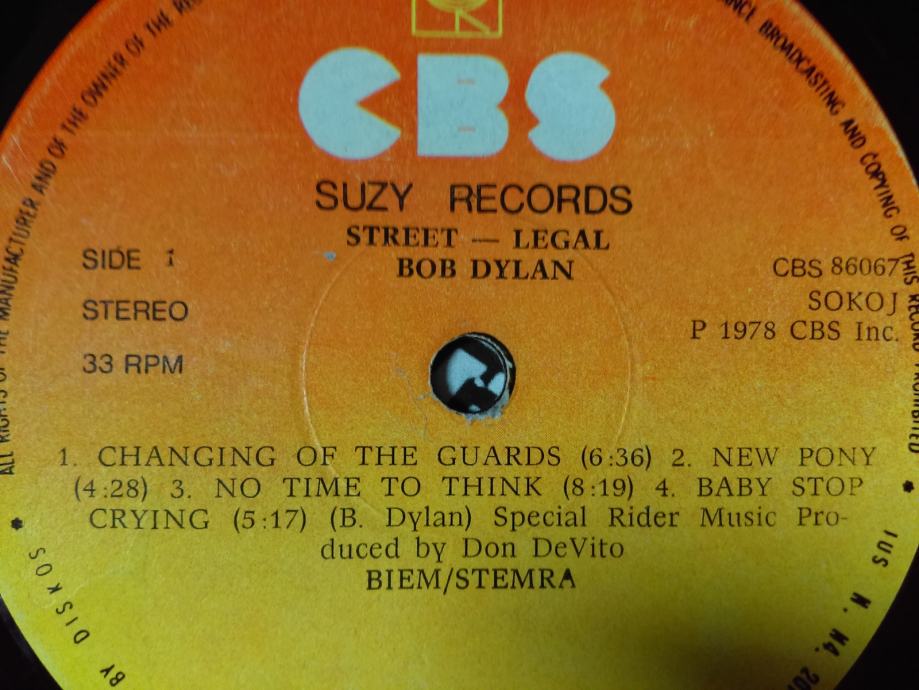 ALL RIGHTS OF THE MANUFACTURER AND OF THE OWNER OF THE
BROADCASTING AND COPYING OF THIS RECORD PROHIBITED
CBS
SUZY RECORDS
STREET — LEGAL
BOB DYLAN
SIDE 1
STEREO
33 RPM
CBS 86067
SOKOJ
P 1978 CBS Inc.
1. CHANGING OF THE GUARDS (6:36) 2. NEW PONY
(4:28) 3. NO TIME TO THINK (8:19) 4. BABY STOP
CRYING (5:17) (B. Dylan) Special Rider Music Pro-
duced by Don DeVito
BIEM/STEMRA
BY DISKOS